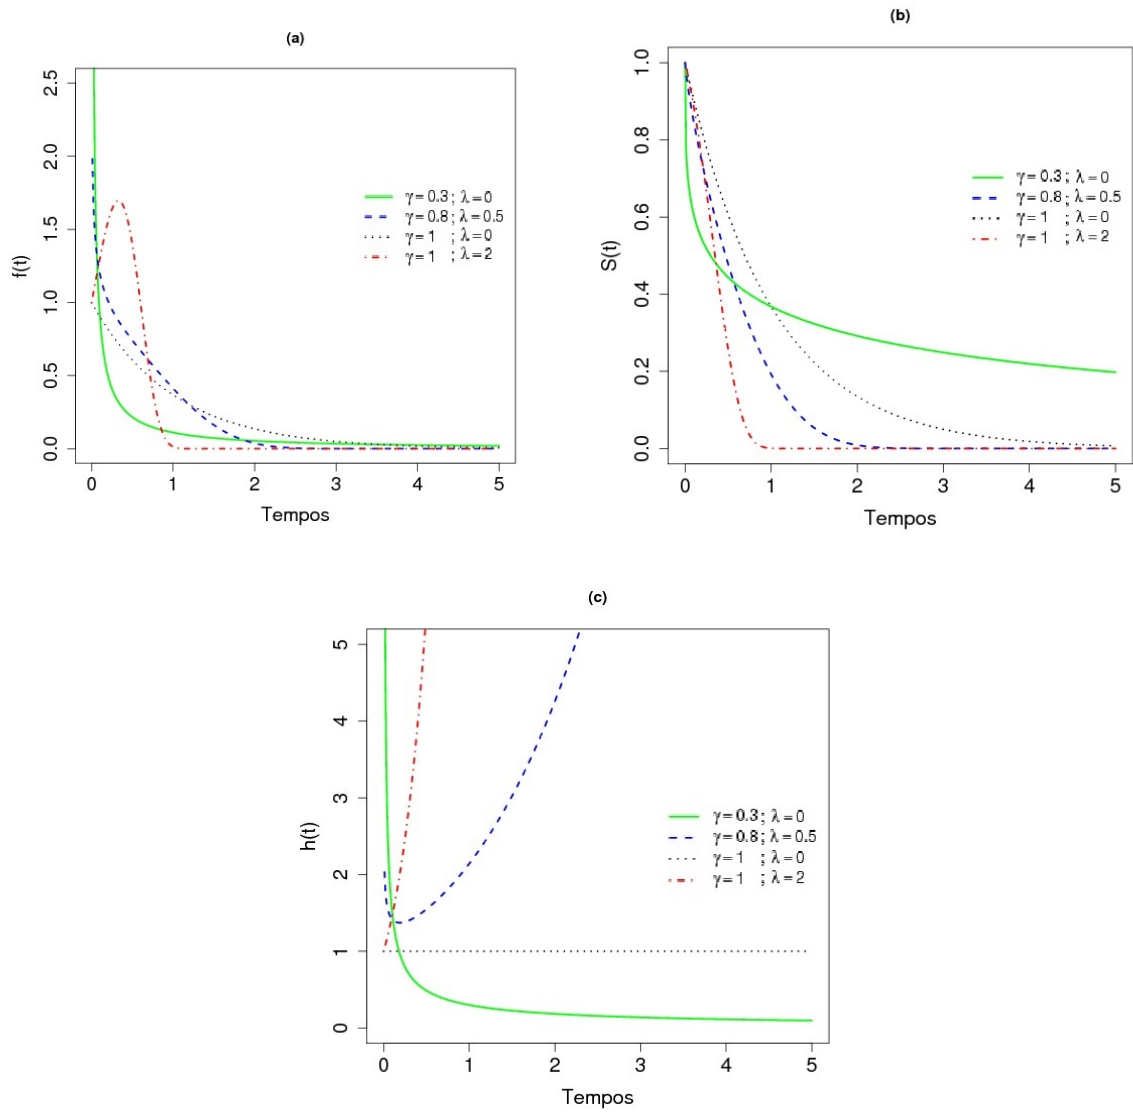 (a)
f(t)
2.5
2.0
1.5
1.0
0.5
0.0
γ=0.3; λ=0
γ=0.8; λ=0.5
γ=1 ; λ=0
γ=1 ; λ=2
0 1 2 3 4 5
Tempos
(b)
S(t)
1.0
0.8
0.6
0.4
0.2
0.0
γ=0.3; λ=0
γ=0.8; λ=0.5
γ=1 ; λ=0
γ=1 ; λ=2
0 1 2 3 4 5
Tempos
(c)
h(t)
5
4
3
2
1
0
γ=0.3; λ=0
γ=0.8; λ=0.5
γ=1 ; λ=0
γ=1 ; λ=2
0 1 2 3 4 5
Tempos